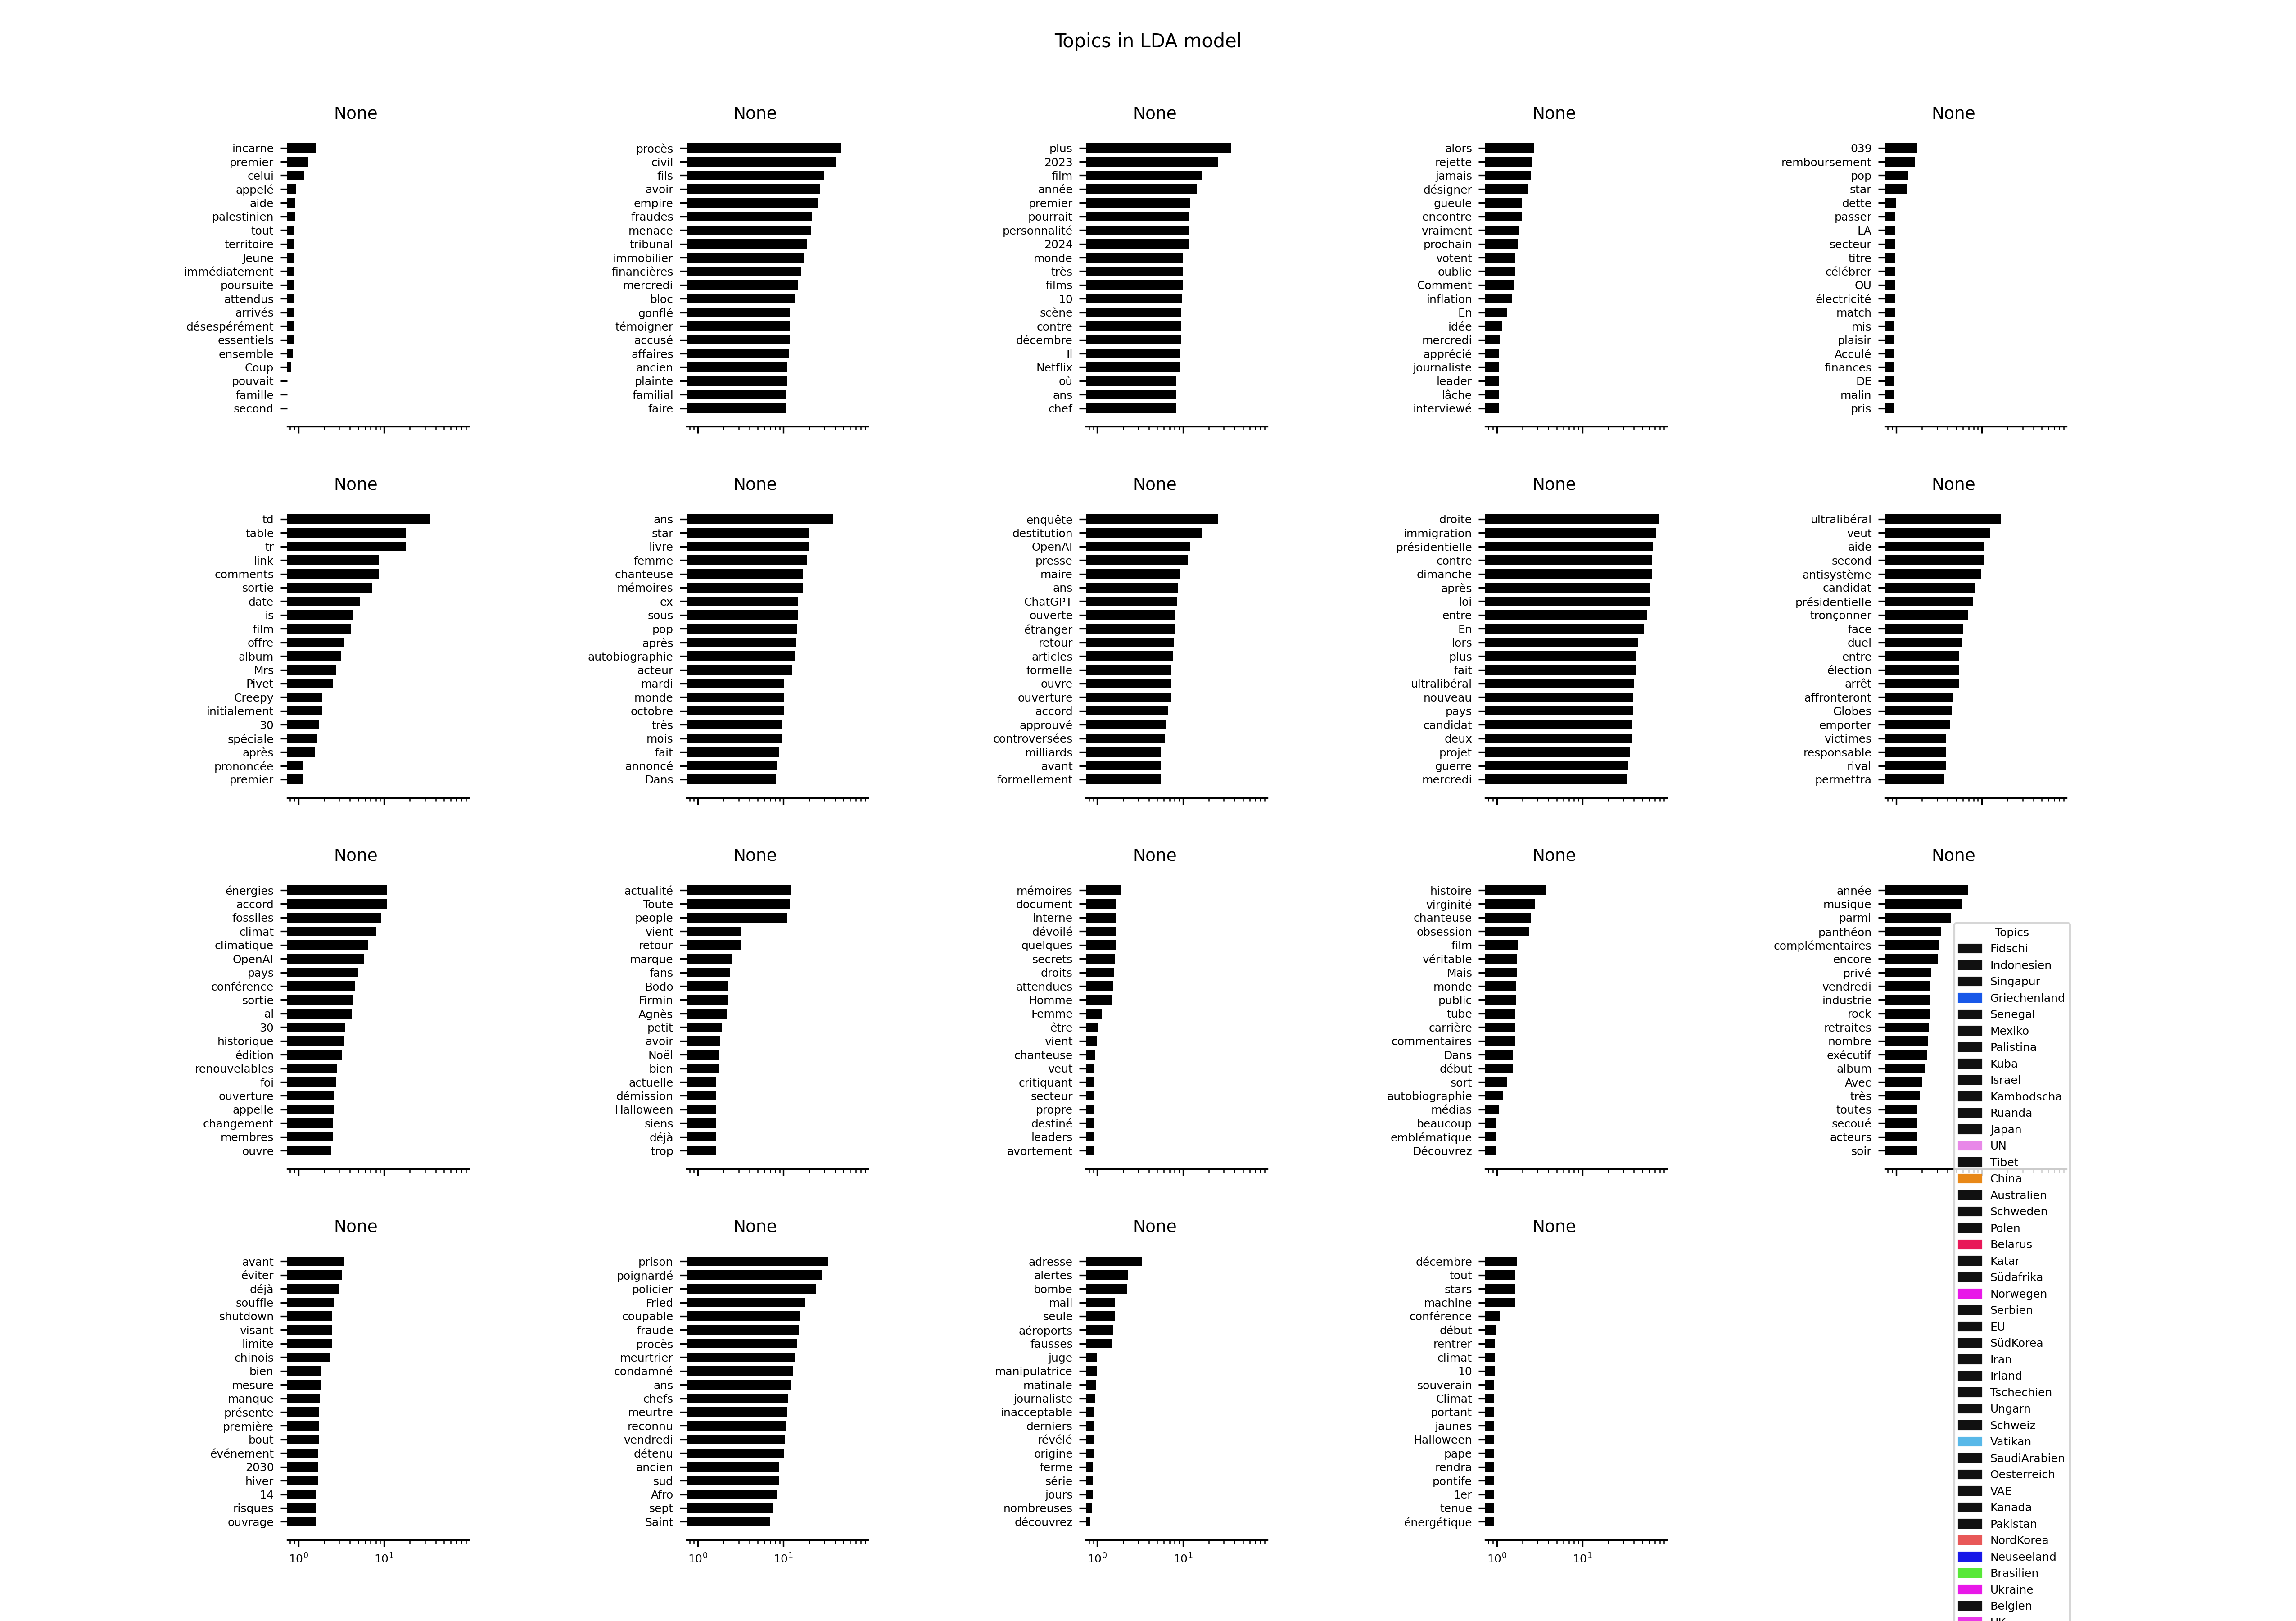 Topics in LDA model
None
incarne
premier
celui
appelé
aide
palestinien
tout
territoire
Jeune
immédiatement
poursuite
attendus
arrivés
désespérément
essentiels
ensemble
Coup
pouvait
famille
second
None
procès
civil
fils
avoir
empire
fraudes
menace
tribunal
immobilier
financières
mercredi
bloc
gonflé
témoigner
accusé
affaires
ancien
plainte
familial
faire
None
plus
2023
film
année
premier
pourrait
personnalité
2024
monde
très
films
10
scène
contre
décembre
Il
Netflix
où
ans
chef
None
alors
rejette
jamais
désigner
gueule
encontre
vraiment
prochain
votent
oublie
Comment
inflation
En
idée
mercredi
apprécié
journaliste
leader
lâche
interviewé
None
039
remboursement
pop
star
dette
passer
LA
secteur
titre
célébrer
OU
électricité
match
mis
plaisir
Acculé
finances
DE
malin
pris
None
td
table
tr
link
comments
sortie
date
is
film
offre
album
Mrs
Pivet
Creepy
initialement
30
spéciale
après
prononcée
premier
None
ans
star
livre
femme
chanteuse
mémoires
ex
sous
pop
après
autobiographie
acteur
mardi
monde
octobre
très
mois
fait
annoncé
Dans
None
enquête
destitution
OpenAI
presse
maire
ans
ChatGPT
ouverte
étranger
retour
articles
formelle
ouvre
ouverture
accord
approuvé
controversées
milliards
avant
formellement
None
droite
immigration
présidentielle
contre
dimanche
après
loi
entre
En
lors
plus
fait
ultralibéral
nouveau
pays
candidat
deux
projet
guerre
mercredi
None
ultralibéral
veut
aide
second
antisystème
candidat
présidentielle
tronçonner
face
duel
entre
élection
arrêt
affronteront
Globes
emporter
victimes
responsable
rival
permettra
None
énergies
accord
fossiles
climat
climatique
OpenAI
pays
conférence
sortie
al
30
historique
édition
renouvelables
foi
ouverture
appelle
changement
membres
ouvre
None
actualité
Toute
people
vient
retour
marque
fans
Bodo
Firmin
Agnès
petit
avoir
Noël
bien
actuelle
démission
Halloween
siens
déjà
trop
None
mémoires
document
interne
dévoilé
quelques
secrets
droits
attendues
Homme
Femme
être
vient
chanteuse
veut
critiquant
secteur
propre
destiné
leaders
avortement
None
histoire
virginité
chanteuse
obsession
film
véritable
Mais
monde
public
tube
carrière
commentaires
Dans
début
sort
autobiographie
médias
beaucoup
emblématique
Découvrez
None
année
musique
parmi
panthéon
complémentaires
encore
privé
vendredi
industrie
rock
retraites
nombre
exécutif
album
Avec
très
toutes
secoué
acteurs
soir
None
avant
éviter
déjà
souffle
shutdown
visant
limite
chinois
bien
mesure
manque
présente
première
bout
événement
2030
hiver
14
risques
ouvrage
10⁰ 10¹
None
prison
poignardé
policier
Fried
coupable
fraude
procès
meurtrier
condamné
ans
chefs
meurtre
reconnu
vendredi
détenu
ancien
sud
Afro
sept
Saint
10⁰ 10¹
None
adresse
alertes
bombe
mail
seule
aéroports
fausses
juge
manipulatrice
matinale
journaliste
inacceptable
derniers
révélé
origine
ferme
série
jours
nombreuses
découvrez
10⁰ 10¹
None
décembre
tout
stars
machine
conférence
début
rentrer
climat
10
souverain
Climat
portant
jaunes
Halloween
pape
rendra
pontife
1er
tenue
énergétique
10⁰ 10¹
Topics
Fidschi
Indonesien
Singapur
Griechenland
Senegal
Mexiko
Palistina
Kuba
Israel
Kambodscha
Ruanda
Japan
UN
Tibet
China
Australien
Schweden
Polen
Belarus
Katar
Südafrika
Norwegen
Serbien
EU
SüdKorea
Iran
Irland
Tschechien
Ungarn
Schweiz
Vatikan
SaudiArabien
Oesterreich
VAE
Kanada
Pakistan
NordKorea
Neuseeland
Brasilien
Ukraine
Belgien